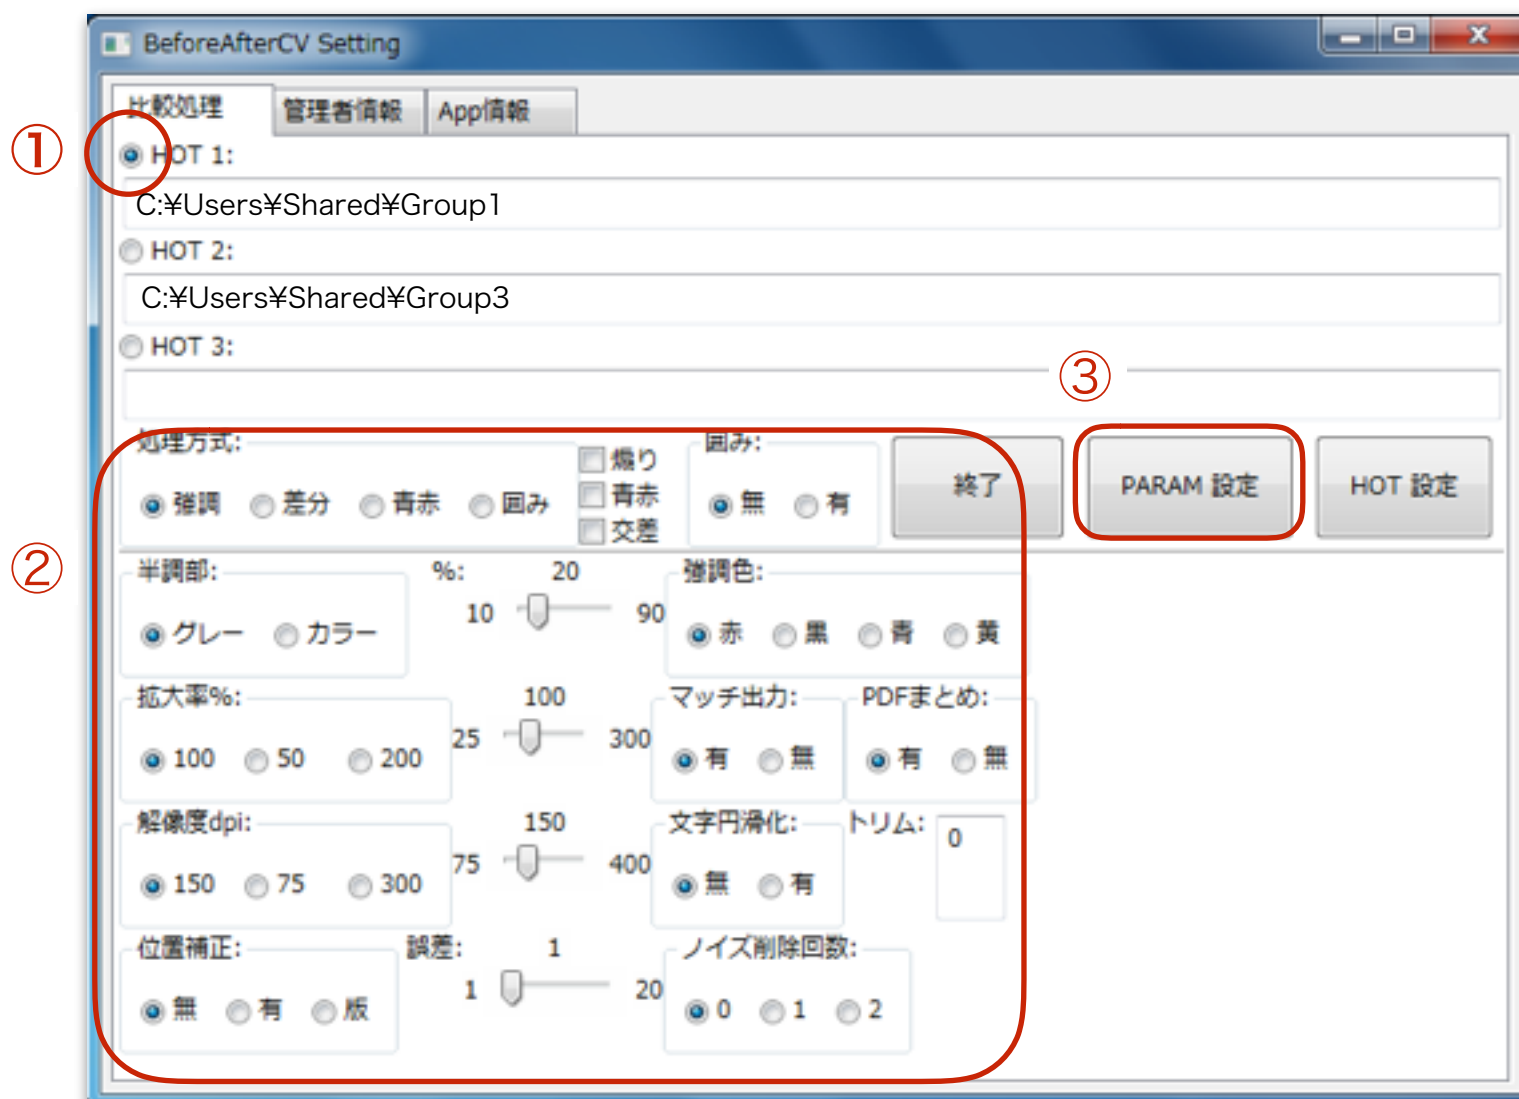 BeforeAfterCV Setting
比較処理 管理者情報 App情報
①
HOT 1:
C:¥Users¥Shared¥Group1
HOT 2:
C:¥Users¥Shared¥Group3
HOT 3:
③
処理方式: 囲み:
強調 差分 青赤 囲み
煽り
青赤
交差
無 有
終了 PARAM 設定 HOT 設定
②
半調部: %: 20 強調色:
グレー カラー 10 90 赤 黒 青 黄
拡大率%: 100 マッチ出力: PDFまとめ:
100 50 200 25 300 有 無 有 無
解像度dpi: 150 文字円滑化: トリム: 0
150 75 300 75 400 無 有
位置補正: 誤差: 1 ノイズ削除回数:
無 有 版 1 20 0 1 2